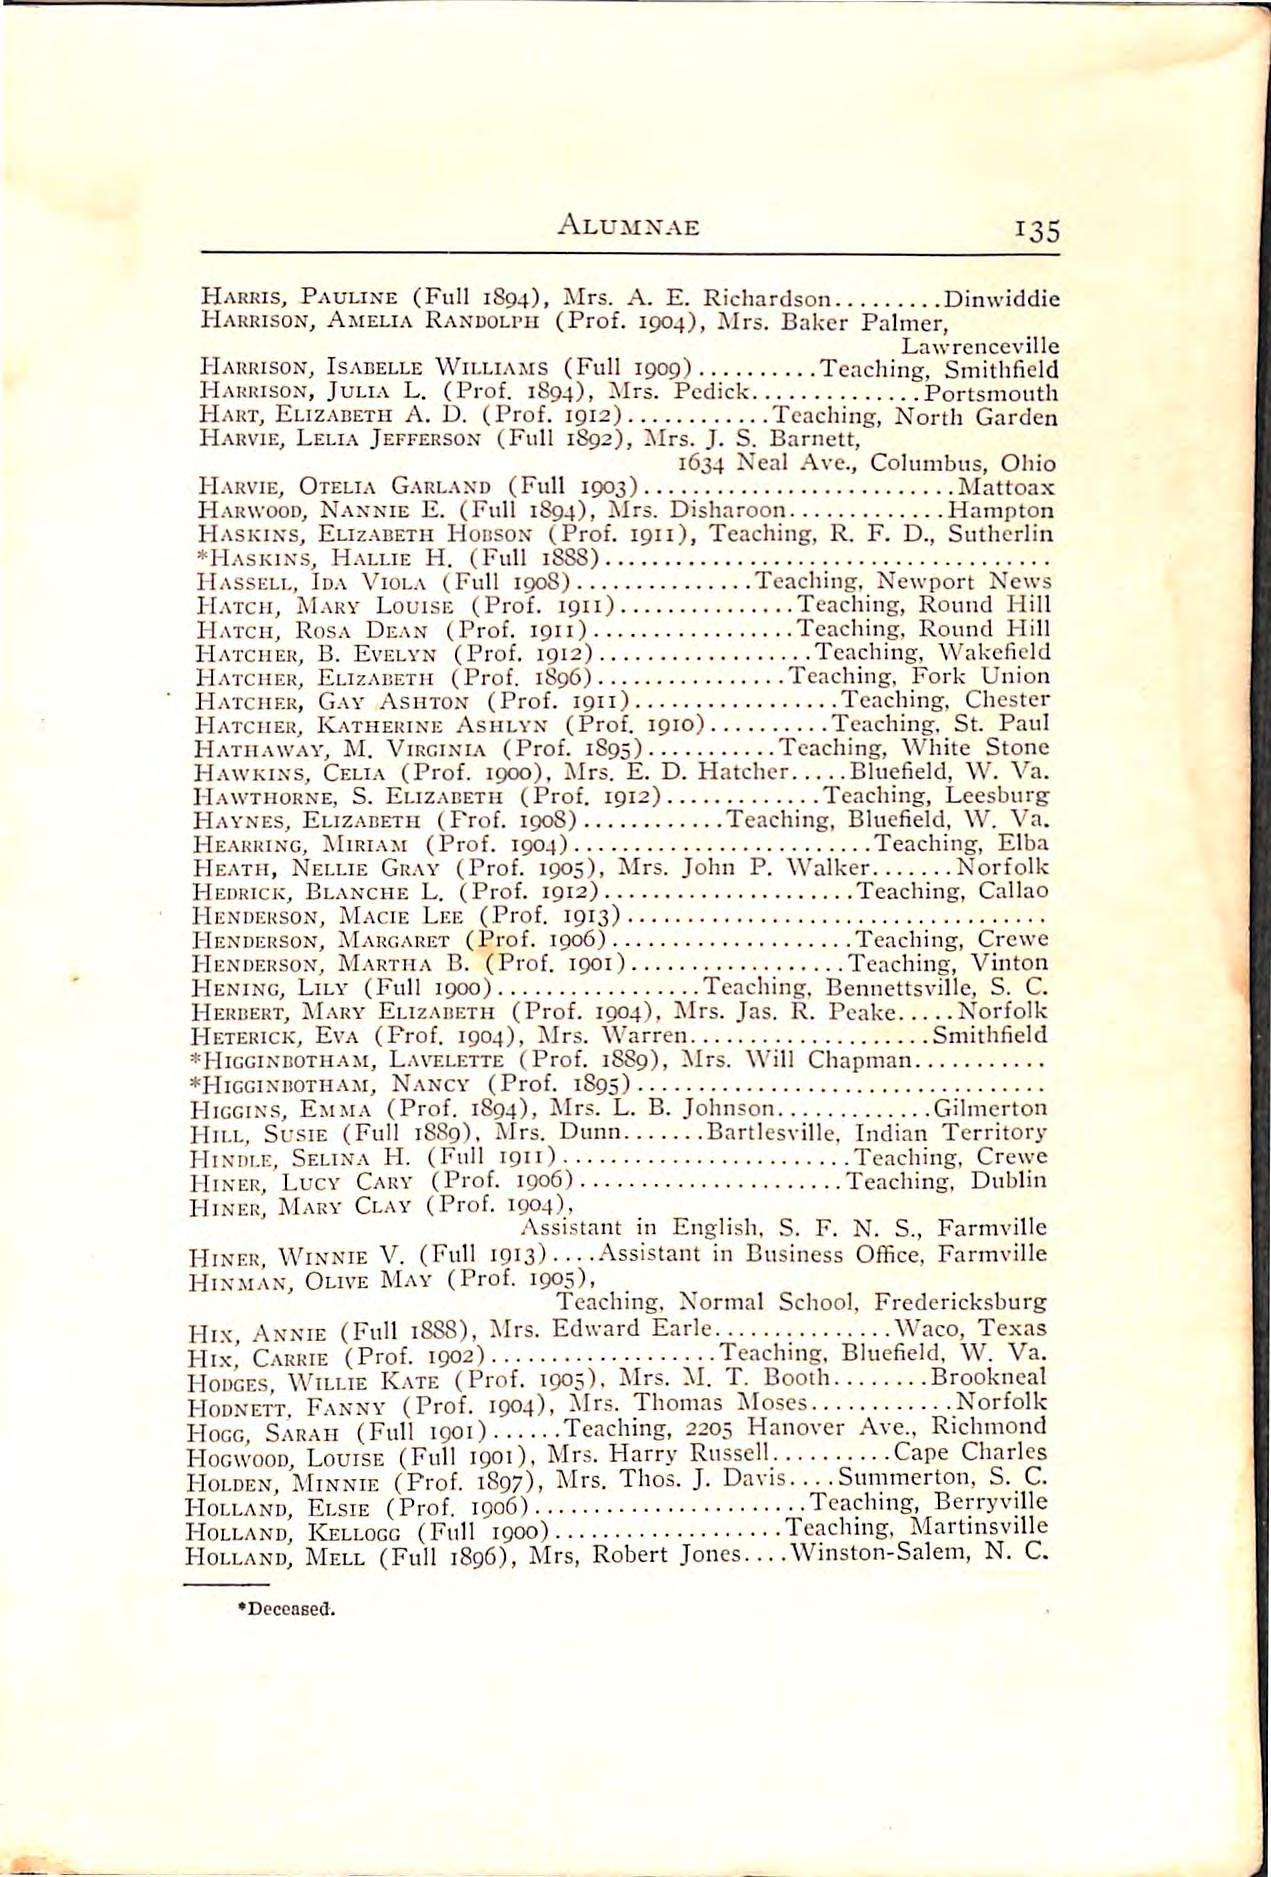 ALUMNAE 135
HARRIS, PAULINE (Full 1894), Mrs. A. E. Richardson.........Dinwiddie
HARRISON, AMELIA RANDOLPH (Prof. 1904), Mrs. Baker Palmer,
Lawrenceville
HARRISON, ISABELLE WILLIAMS (Full 1909)..........Teaching, Smithfield
HARRISON, JULIA L. (Prof. 1894), Mrs. Pedick..............Portsmouth
HART, ELIZABETH A. D. (Prof. 1912)............Teaching, North Garden
HARVIE, LELIA JEFFERSON (Full 1892), Mrs. J. S. Barnett,
1634 Neal Ave., Columbus, Ohio
HARVIE, OTELIA GARLAND (Full 1903)..........................Mattoax
HARWOOD, NANNIE E. (Full 1894), Mrs. Disharoon.............Hampton
HASKINS, ELIZABETH HOBSON (Prof. 1911), Teaching, R. F. D., Sutherlin
*HASKINS, HALLIE H. (Full 1888).....................................
HASSELL, IDA VIOLA (Full 1908)...............Teaching, Newport News
HATCH, MARY LOUISE (Prof. 1911)..............Teaching, Round Hill
HATCH, ROSA DEAN (Prof. 1911).................Teaching, Round Hill
HATCHER, B. EVELYN (Prof. 1912)..................Teaching, Wakefield
HATCHER, ELIZABETH (Prof. 1896)................Teaching, Fork Union
HATCHER, GAY ASHTON (Prof. 1911).................Teaching, Chester
HATCHER, KATHERINE ASHLYN (Prof. 1910)..........Teaching, St. Paul
HATHAWAY, M. VIRGINIA (Prof. 1895)...........Teaching, White Stone
HAWKINS, CELIA (Prof. 1900), Mrs. E. D. Hatcher.....Bluefield, W. Va.
HAWTHORNE, S. ELIZABETH (Prof. 1912).............Teaching, Leesburg
HAYNES, ELIZABETH (Prof. 1908)............Teaching, Bluefield, W. Va.
HEARRING, MIRIAM (Prof. 1904).........................Teaching, Elba
HEATH, NELLIE GRAY (Prof. 1905), Mrs. John P. Walker.......Norfolk
HEDRICK, BLANCHE L. (Prof. 1912).....................Teaching, Callao
HENDERSON, MACIE LEE (Prof. 1913)...................................
HENDERSON, MARGARET (Prof. 1906)....................Teaching, Crewe
HENDERSON, MARTHA B. (Prof. 1901)..................Teaching, Vinton
HENING, LILY (Full 1900).................Teaching, Bennettsville, S. C.
HERBERT, MARY ELIZABETH (Prof. 1904), Mrs. Jas. R. Peake.....Norfolk
HETERICK, EVA (Prof. 1904), Mrs. Warren....................Smithfield
*HIGGINBOTHAM, LAVELETTE (Prof. 1889), Mrs. Will Chapman...........
*HIGGINBOTHAM, NANCY (Prof. 1895)..................................
HIGGINS, EMMA (Prof. 1894), Mrs. L. B. Johnson.............Gilmerton
HILL, SUSIE (Full 1889), Mrs. Dunn.......Bartlesville, Indian Territory
HINDLE, SELINA H. (Full 1911)........................Teaching, Crewe
HINER, LUCY CARY (Prof. 1906)......................Teaching, Dublin
HINER, MARY CLAY (Prof. 1904),
Assistant in English, S. F. N. S., Farmville
HINER, WINNIE V. (Full 1913)....Assistant in Business Office, Farmville
HINMAN, OLIVE MAY (Prof. 1905),
Teaching, Normal School, Fredericksburg
HIX, ANNIE (Full 1888), Mrs. Edward Earle...............Waco, Texas
HIX, CARRIE (Prof. 1902)...................Teaching, Bluefield, W. Va.
HODGES, WILLIE KATE (Prof. 1905), Mrs. M. T. Booth........Brookneal
HODNETT, FANNY (Prof. 1904), Mrs. Thomas Moses............Norfolk
HOGG, SARAH (Full 1901)......Teaching, 2205 Hanover Ave., Richmond
HOGWOOD, LOUISE (Full 1901), Mrs. Harry Russell..........Cape Charles
HOLDEN, MINNIE (Prof. 1897), Mrs. Thos. J. Davis....Summerton, S. C.
HOLLAND, ELSIE (Prof. 1906).......................Teaching, Berryville
HOLLAND, KELLOGG (Full 1900)...................Teaching, Martinsville
HOLLAND, MELL (Full 1896), Mrs, Robert Jones....Winston-Salem, N. C.
*Deceased.